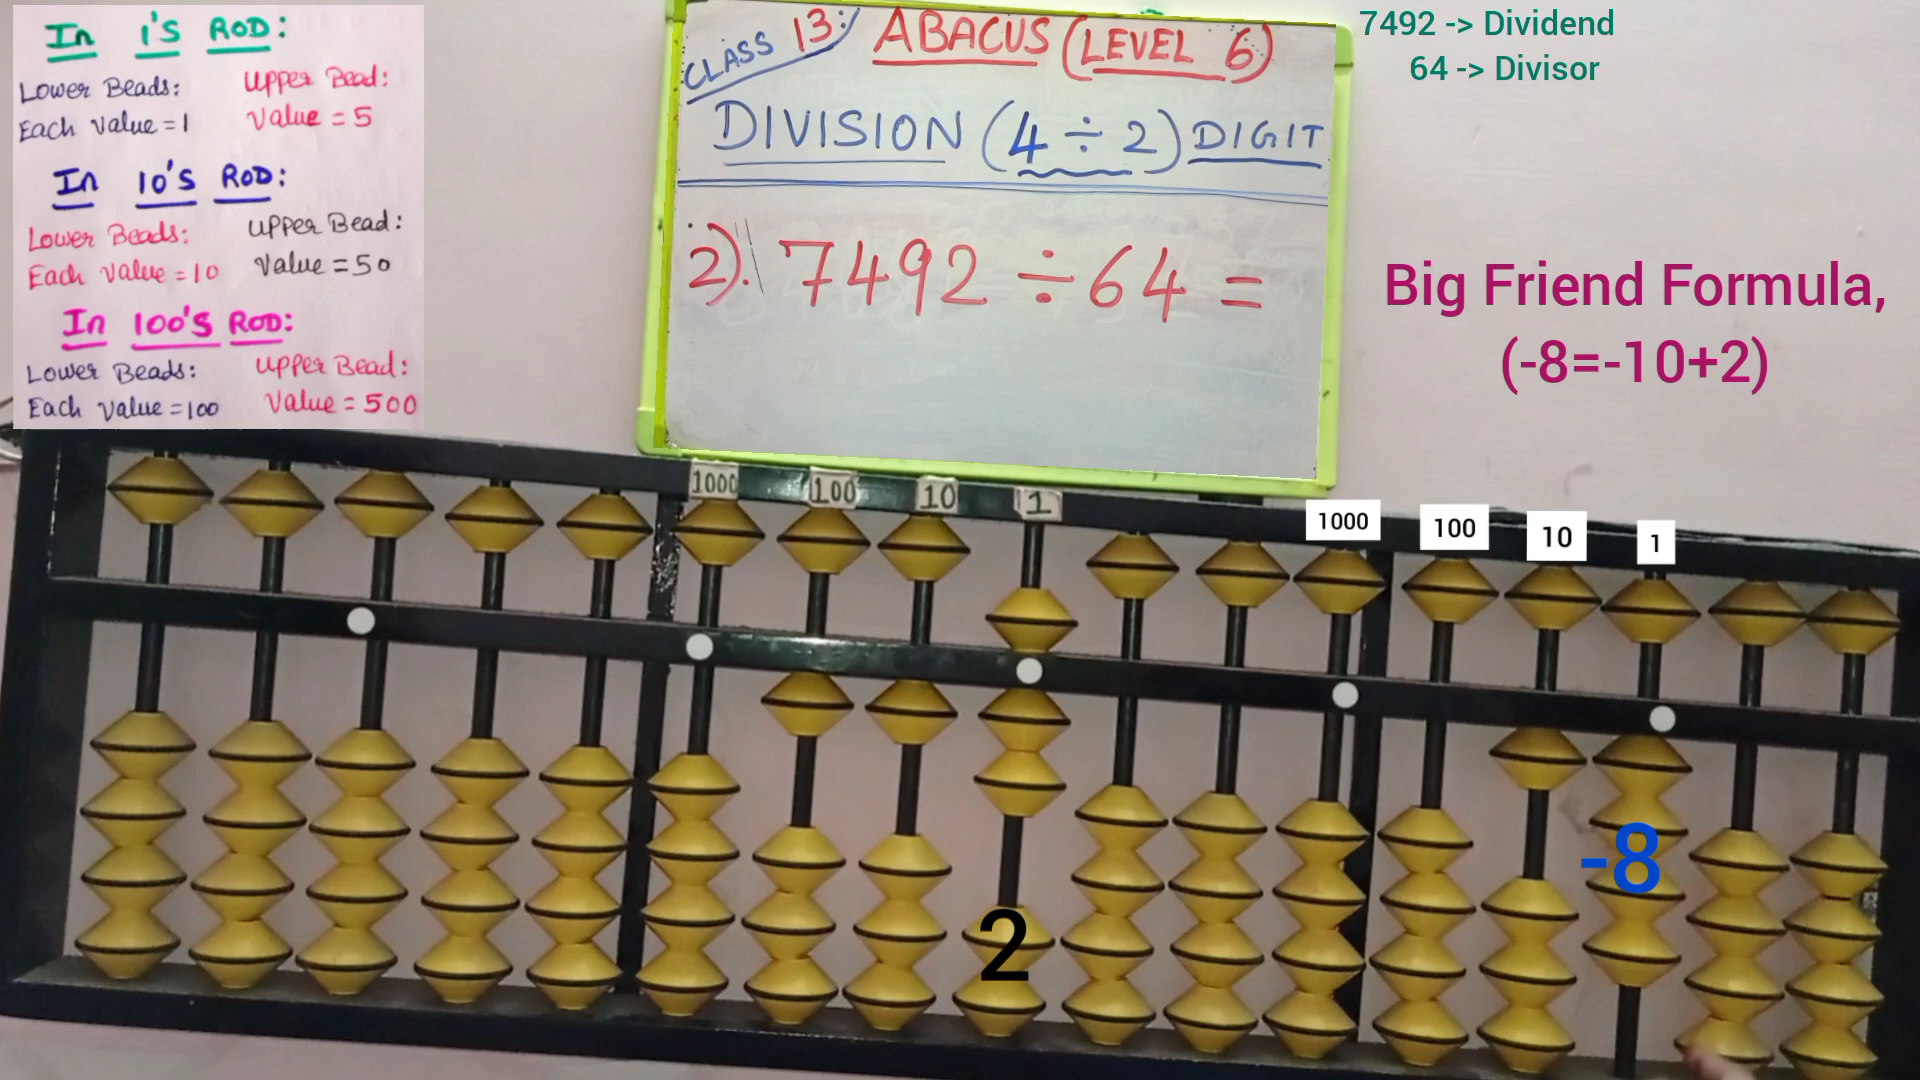 In 1's ROD:
Lower Beads: Upper Bead:
Each value = 1 Value = 5
In 10's ROD:
Lower Beads: Upper Bead:
Each value = 10 Value = 50
In 100's ROD:
Lower Beads: Upper Bead:
Each value = 100 Value = 500
CLASS 13: ABACUS (LEVEL 6)
DIVISION (4 ÷ 2) DIGIT
2). 7492 ÷ 64 =
7492 -> Dividend
64 -> Divisor
Big Friend Formula,
(-8=-10+2)
1000 100 10 1
1000 100 10 1
-8
2